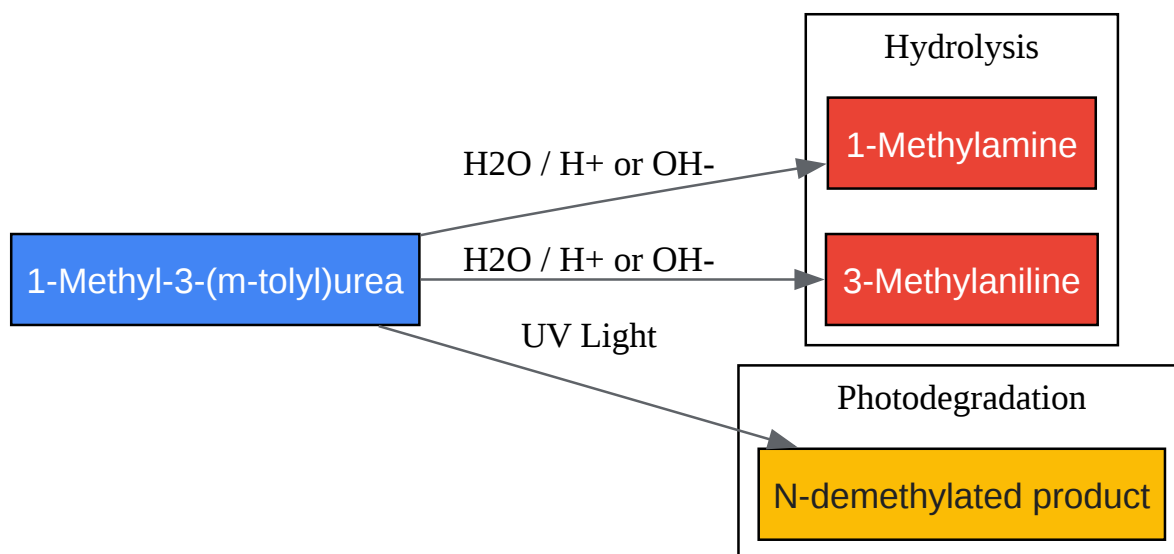 Hydrolysis
1-Methylamine
H2O / H+ or OH-
1-Methyl-3-(m-tolyl)urea
H2O / H+ or OH-
3-Methylaniline
UV Light
Photodegradation
N-demethylated product